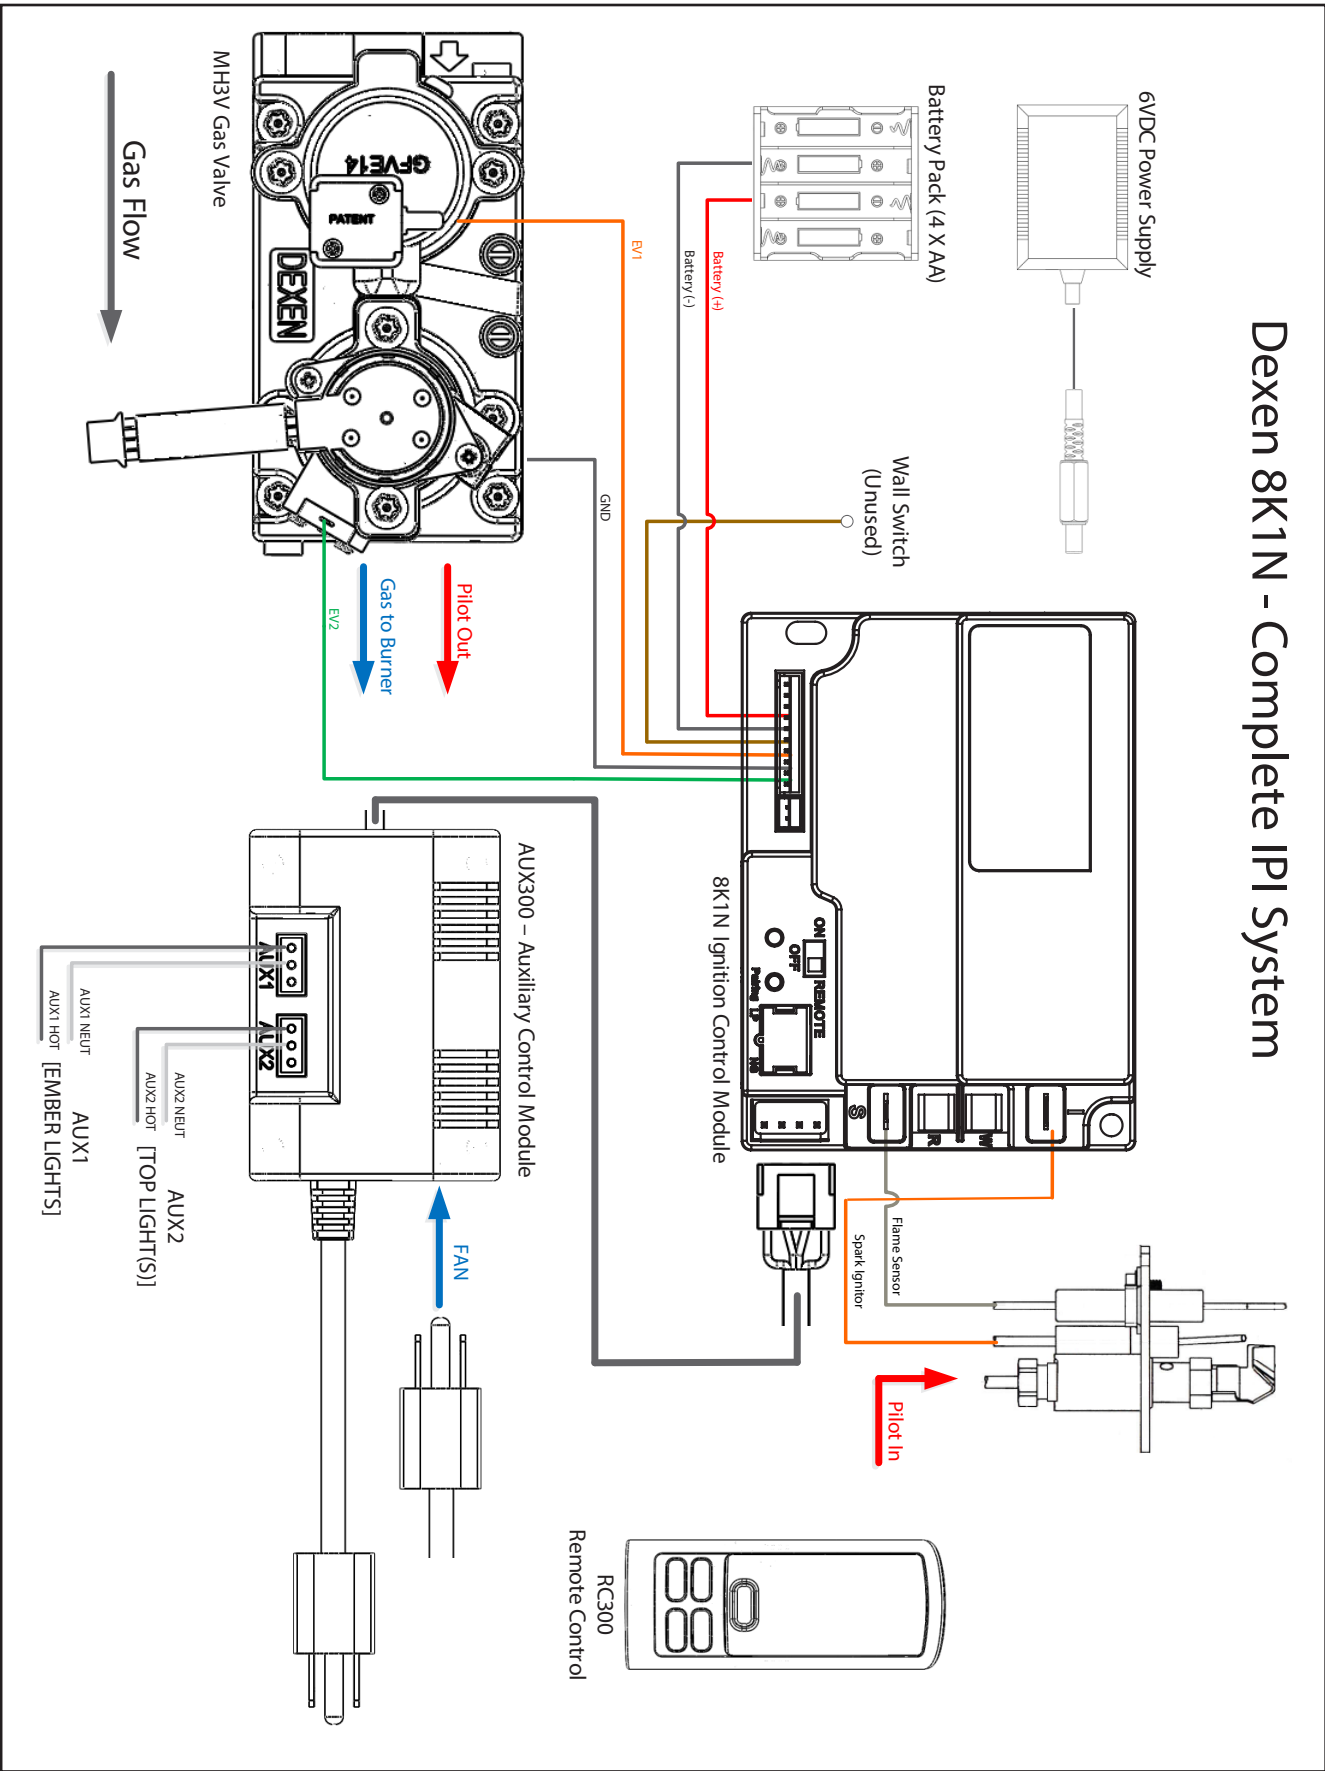 Dexen 8K1N - Complete IPI System
6VDC Power Supply
Battery Pack (4 X AA)
Battery (+)
Battery (-)
Wall Switch
(Unused)
EV1
GND
EV2
GFVE14
PATENT
DEXEN
MH3V Gas Valve
Gas Flow
Pilot Out
Gas to Burner
8K1N Ignition Control Module
ON
OFF
REMOTE
Pairing
LP
NG
S
R
W
I
Flame Sensor
Spark Ignitor
Pilot In
AUX300 – Auxiliary Control Module
AUX1
AUX2
FAN
AUX1 NEUT
AUX1 HOT
AUX1
[EMBER LIGHTS]
AUX2 NEUT
AUX2 HOT
AUX2
[TOP LIGHT(S)]
RC300
Remote Control